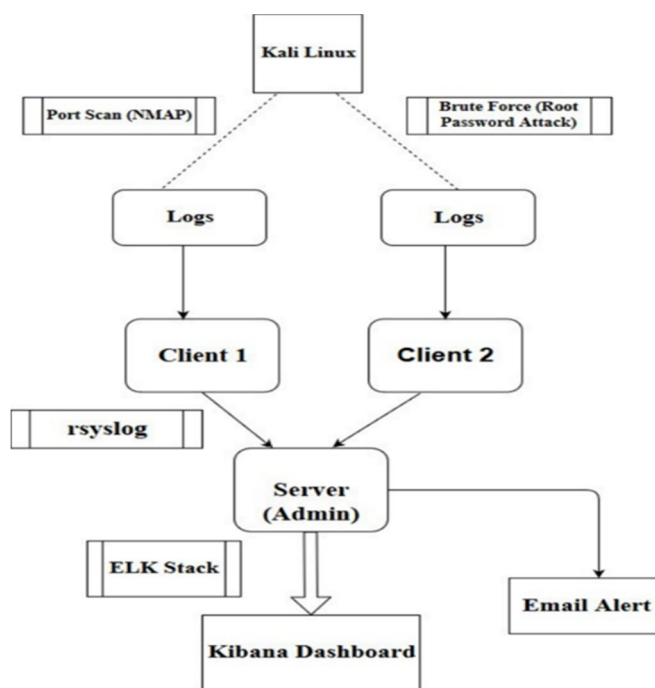 Kali Linux
Port Scan (NMAP)
Brute Force (Root
Password Attack)
Logs
Logs
Client 1
Client 2
rsyslog
Server
(Admin)
ELK Stack
Email Alert
Kibana Dashboard